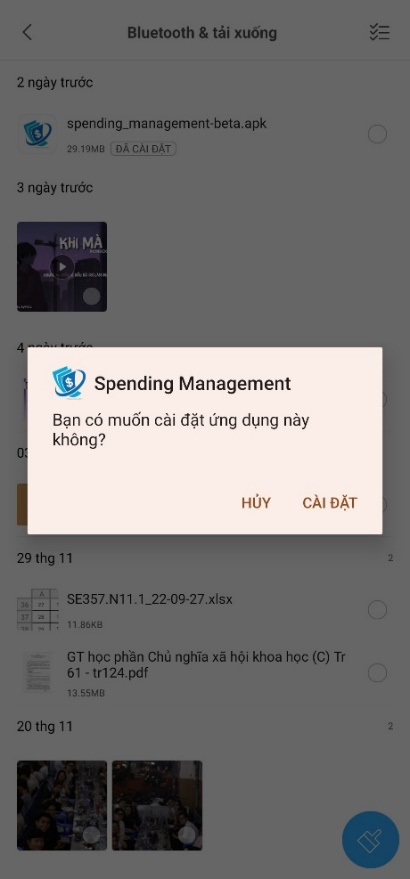 Bluetooth & tải xuống
2 ngày trước
spending_management-beta.apk
29.19MB ĐÃ CÀI ĐẶT
3 ngày trước
KHI MÀ
4 ngày trước
Spending Management
Bạn có muốn cài đặt ứng dụng này
không?
HỦY CÀI ĐẶT
03
29 thg 11 2
SE357.N11.1_22-09-27.xlsx
11.86KB
GT học phần Chủ nghĩa xã hội khoa học (C) Tr
61 - tr124.pdf
13.55MB
20 thg 11 2